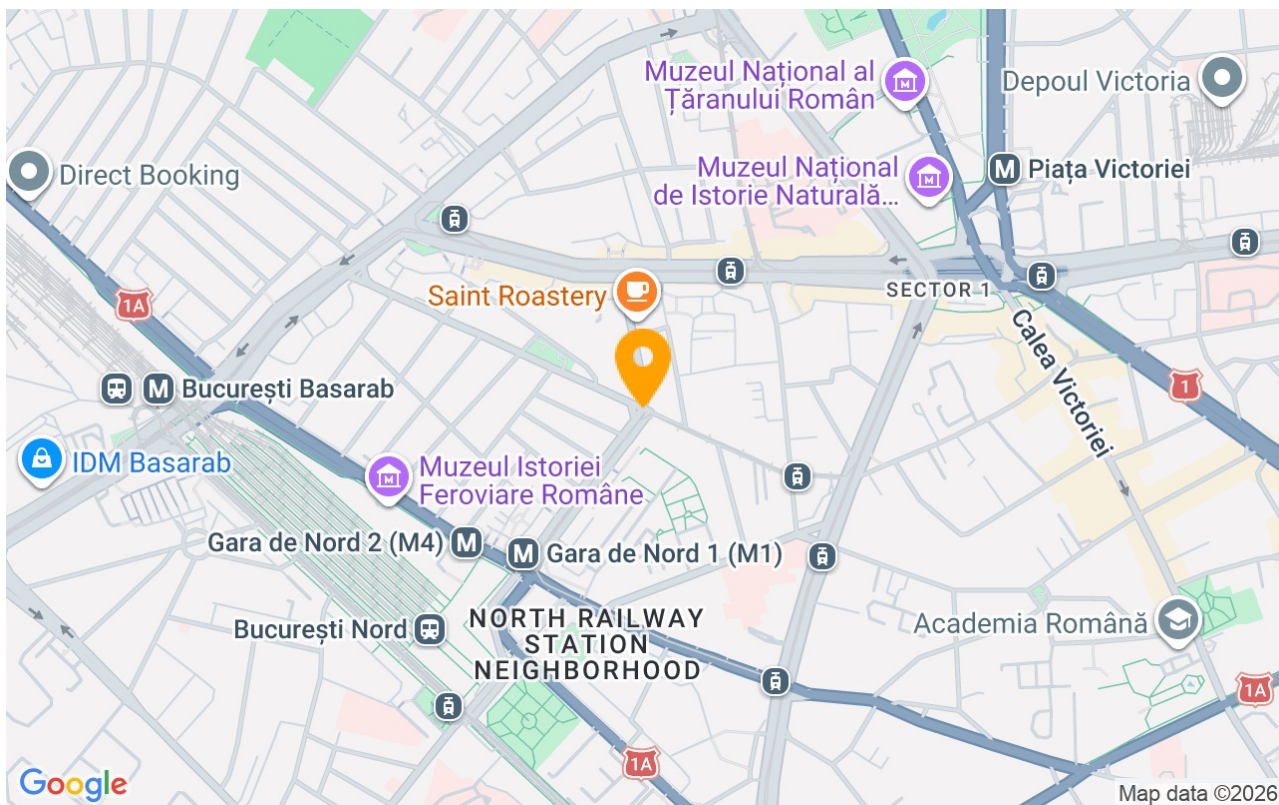 Muzeul Național al
Țăranului Român
Depoul Victoria
Direct Booking
Muzeul Național
de Istorie Naturală...
M
Piața Victoriei
1A
Saint Roastery
SECTOR 1
Calea Victoriei
1
M
București Basarab
IDM Basarab
Muzeul Istoriei
Feroviare Române
Gara de Nord 2 (M4)
M
M
Gara de Nord 1 (M1)
București Nord
NORTH RAILWAY
STATION
NEIGHBORHOOD
Academia Română
1A
1A
Google
Map data ©2026